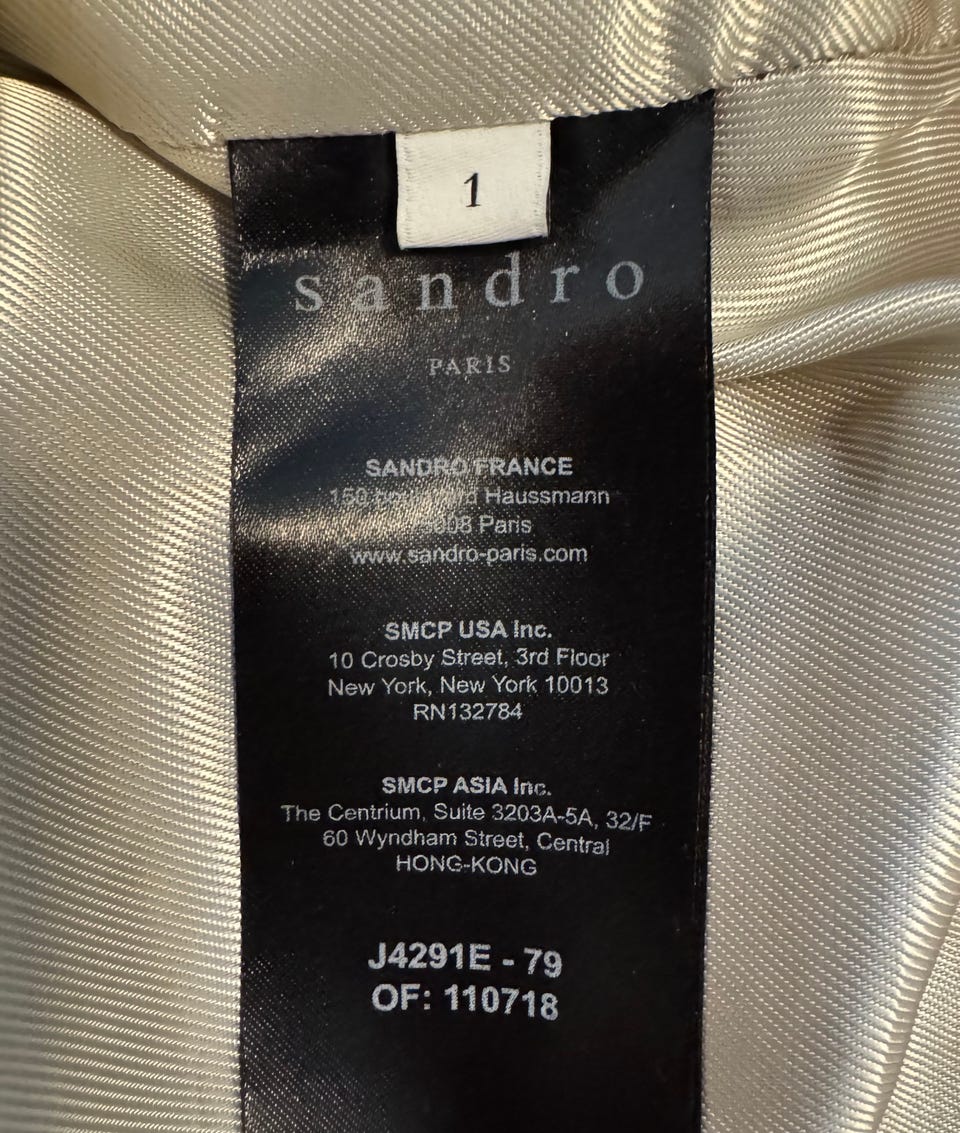 1
sandro
PARIS
SANDRO FRANCE
150 Haussmann
Paris
www.sandro-paris.com
SMCP USA Inc.
10 Crosby Street, 3rd Floor
New York, New York 10013
RN132784
SMCP ASIA Inc.
The Centrium, Suite 3203A-5A, 32/F
60 Wyndham Street, Central
HONG-KONG
J4291E - 79
OF: 110718